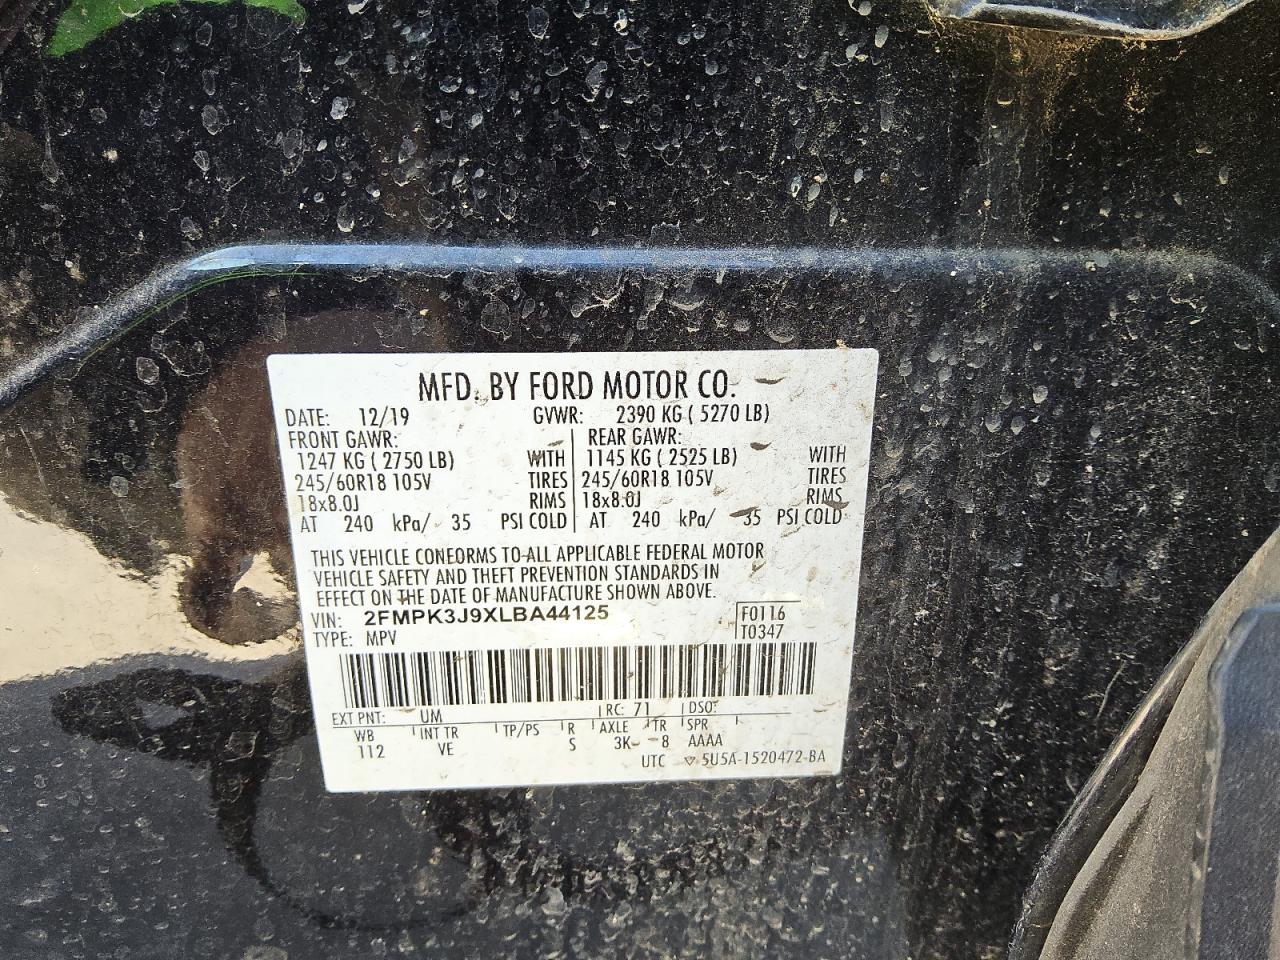 MFD. BY FORD MOTOR CO.
DATE: 12/19 GVWR: 2390 KG ( 5270 LB)
FRONT GAWR: REAR GAWR:
1247 KG ( 2750 LB) WITH 1145 KG ( 2525 LB) WITH
245/60R18 105V TIRES 245/60R18 105V TIRES
18x8.0J RIMS 18x8.0J RIMS
AT 240 kPa/ 35 PSI COLD AT 240 kPa/ 35 PSI COLD
THIS VEHICLE CONFORMS TO ALL APPLICABLE FEDERAL MOTOR
VEHICLE SAFETY AND THEFT PREVENTION STANDARDS IN
EFFECT ON THE DATE OF MANUFACTURE SHOWN ABOVE.
VIN: 2FMPK3J9XLBA44125 F0116
TYPE: MPV T0347
EXT PNT: UM RC: 71 DSO:
WB INT TR TP/PS R AXLE TR SPR
112 VE S 3K 8 AAAA
UTC ▽ 5U5A-1520472-BA